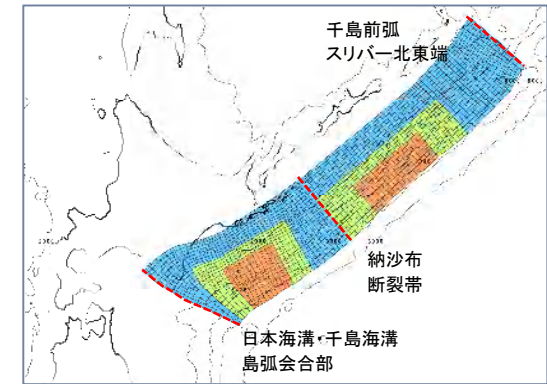 千島前弧
スリバー北東端
納沙布
断裂帯
日本海溝・千島海溝
島弧会合部